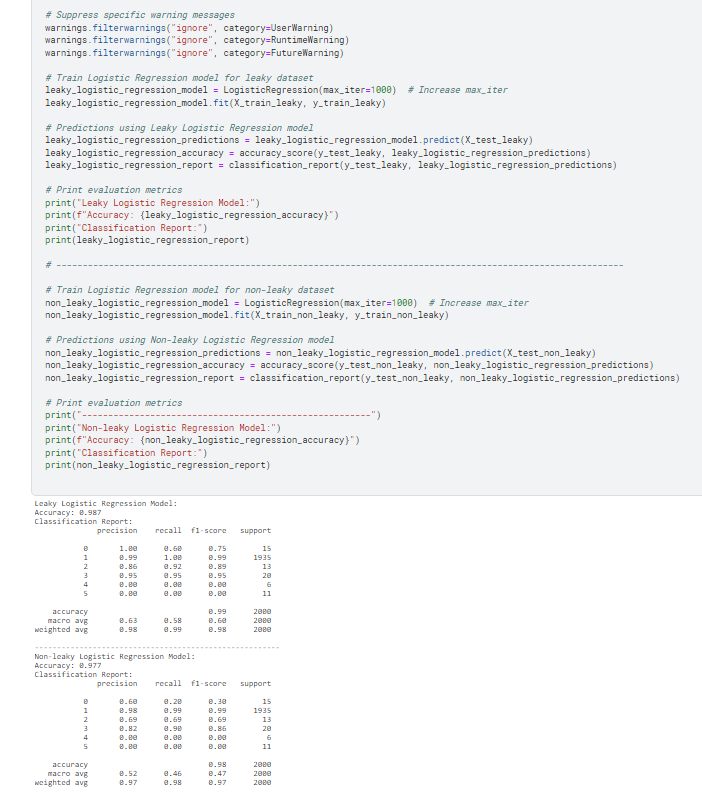 # Suppress specific warning messages
warnings.filterwarnings("ignore", category=UserWarning)
warnings.filterwarnings("ignore", category=RuntimeWarning)
warnings.filterwarnings("ignore", category=FutureWarning)

# Train Logistic Regression model for leaky dataset
leaky_logistic_regression_model = LogisticRegression(max_iter=1000)  # Increase max_iter
leaky_logistic_regression_model.fit(X_train_leaky, y_train_leaky)

# Predictions using Leaky Logistic Regression model
leaky_logistic_regression_predictions = leaky_logistic_regression_model.predict(X_test_leaky)
leaky_logistic_regression_accuracy = accuracy_score(y_test_leaky, leaky_logistic_regression_predictions)
leaky_logistic_regression_report = classification_report(y_test_leaky, leaky_logistic_regression_predictions)

# Print evaluation metrics
print("Leaky Logistic Regression Model:")
print(f"Accuracy: {leaky_logistic_regression_accuracy}")
print("Classification Report:")
print(leaky_logistic_regression_report)

# ------------------------------------------------------------------------------------------

# Train Logistic Regression model for non-leaky dataset
non_leaky_logistic_regression_model = LogisticRegression(max_iter=1000)  # Increase max_iter
non_leaky_logistic_regression_model.fit(X_train_non_leaky, y_train_non_leaky)

# Predictions using Non-leaky Logistic Regression model
non_leaky_logistic_regression_predictions = non_leaky_logistic_regression_model.predict(X_test_non_leaky)
non_leaky_logistic_regression_accuracy = accuracy_score(y_test_non_leaky, non_leaky_logistic_regression_predictions)
non_leaky_logistic_regression_report = classification_report(y_test_non_leaky, non_leaky_logistic_regression_predictions)

# Print evaluation metrics
print("------------------------------------------------------")
print("Non-leaky Logistic Regression Model:")
print(f"Accuracy: {non_leaky_logistic_regression_accuracy}")
print("Classification Report:")
print(non_leaky_logistic_regression_report)

Leaky Logistic Regression Model:
Accuracy: 0.987
Classification Report:
precision recall f1-score support

0 1.00 0.60 0.75 15
1 0.99 1.00 0.99 1935
2 0.86 0.92 0.89 13
3 0.95 0.95 0.95 20
4 0.00 0.00 0.00 6
5 0.00 0.00 0.00 11

accuracy 0.99 2000
macro avg 0.63 0.58 0.60 2000
weighted avg 0.98 0.99 0.98 2000

------------------------------------------------------
Non-leaky Logistic Regression Model:
Accuracy: 0.977
Classification Report:
precision recall f1-score support

0 0.60 0.20 0.30 15
1 0.98 0.99 0.99 1935
2 0.69 0.69 0.69 13
3 0.82 0.90 0.86 20
4 0.00 0.00 0.00 6
5 0.00 0.00 0.00 11

accuracy 0.98 2000
macro avg 0.52 0.46 0.47 2000
weighted avg 0.97 0.98 0.97 2000